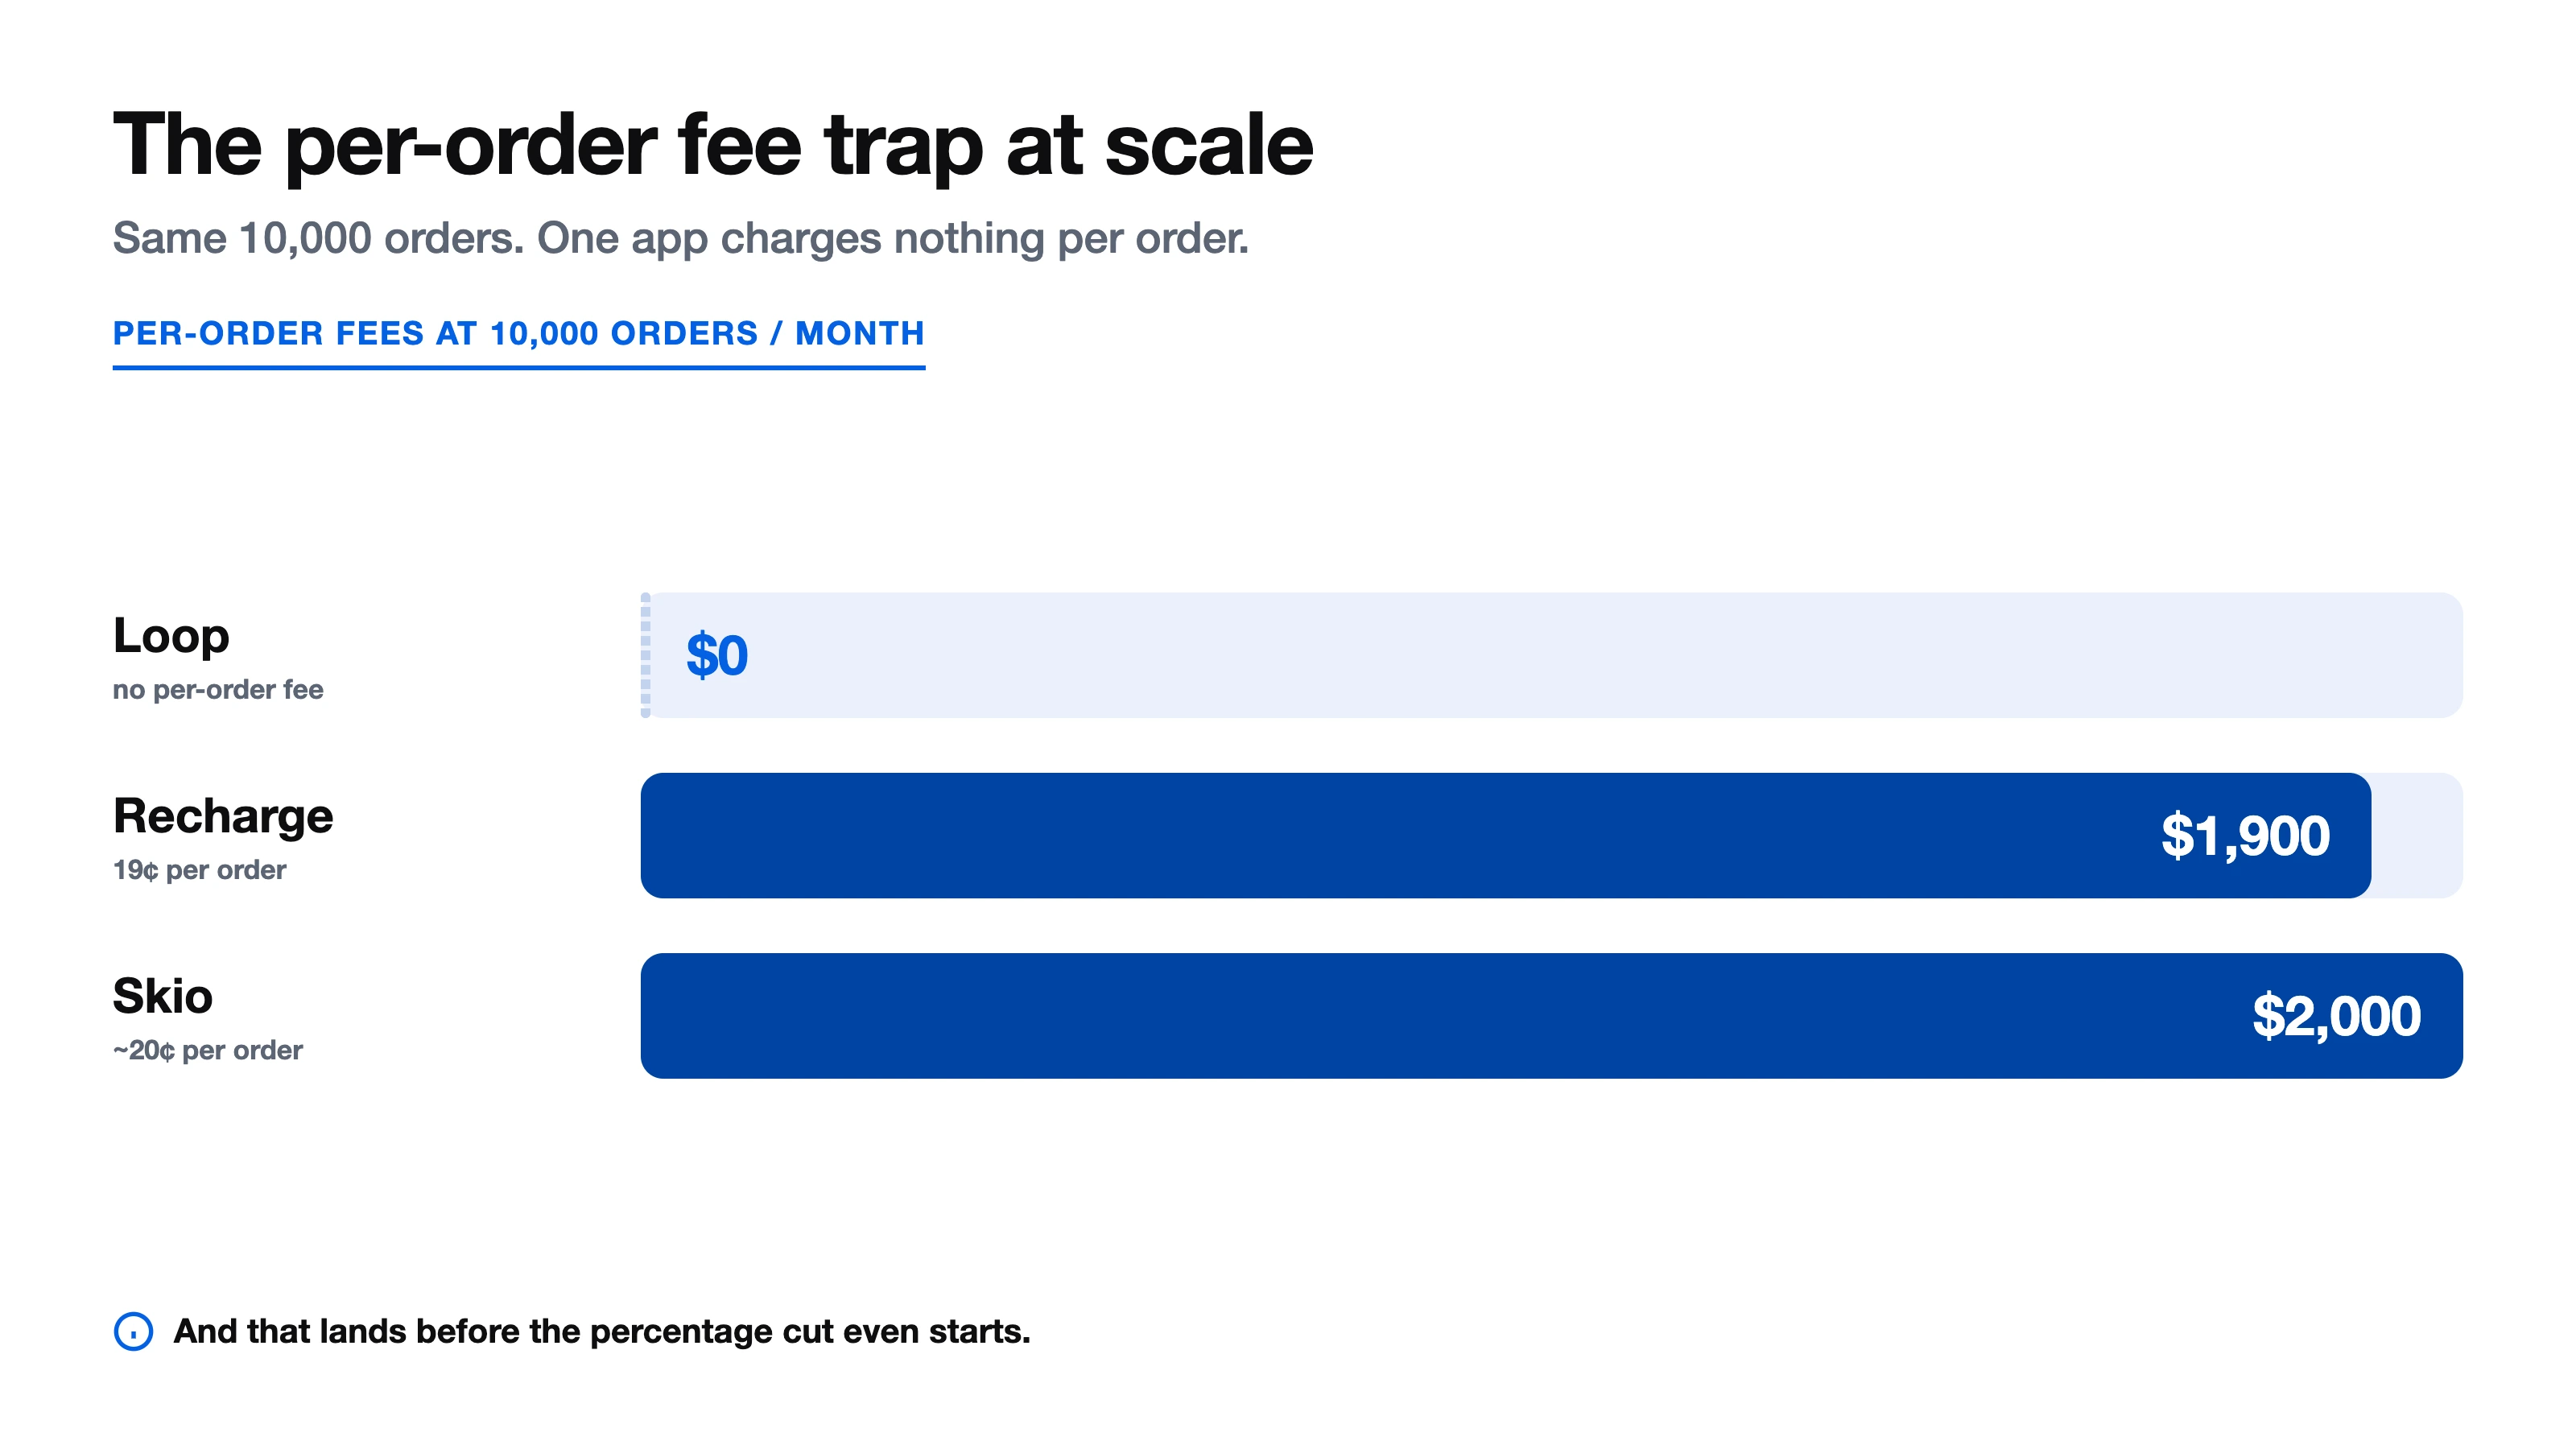 The per-order fee trap at scale
Same 10,000 orders. One app charges nothing per order.
PER-ORDER FEES AT 10,000 ORDERS / MONTH
Loop
no per-order fee
$0
Recharge
19¢ per order
$1,900
Skio
~20¢ per order
$2,000
And that lands before the percentage cut even starts.